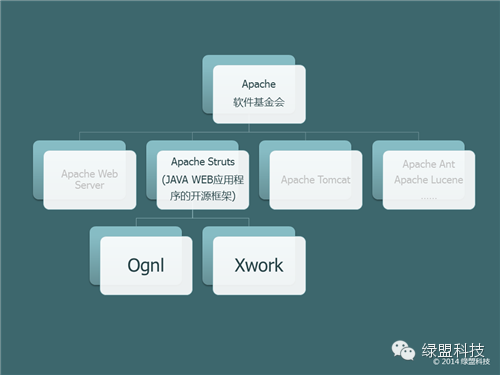 Apache
软件基金会
Apache Web
Server
Apache Struts
(JAVA WEB应用程
序的开源框架)
Apache Tomcat
Apache Ant
Apache Lucene
......
Ognl
Xwork
绿盟科技
© 2014 绿盟科技